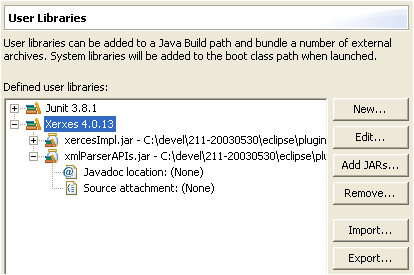 User Libraries
User libraries can be added to a Java Build path and bundle a number of external
archives. System libraries will be added to the boot class path when launched.
Defined user libraries:
Junit 3.8.1
Xerxes 4.0.13
xercesImpl.jar - C:\devel\211-20030530\eclipse\plugin
xmlParserAPIs.jar - C:\devel\211-20030530\eclipse\plu
Javadoc location: (None)
Source attachment: (None)
New...
Edit...
Add JARs...
Remove...
Import...
Export...